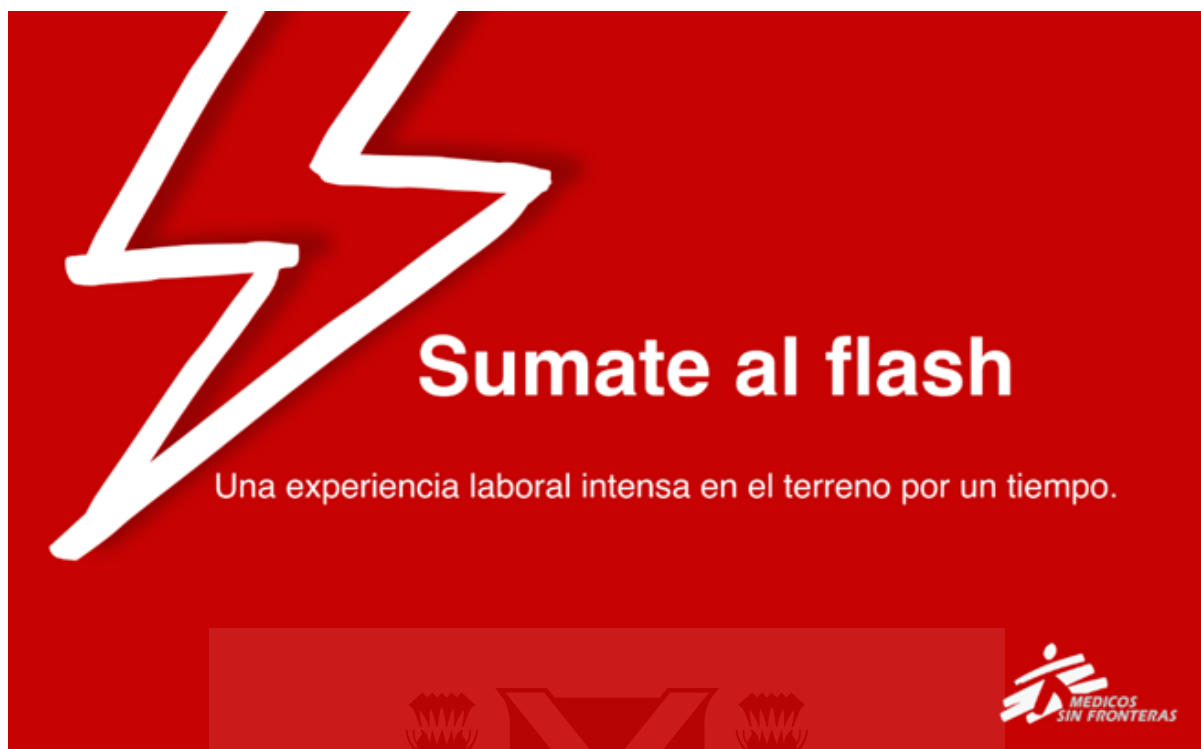 Sumate al flash
Una experiencia laboral intensa en el terreno por un tiempo.
MEDICOS
SIN FRONTERAS